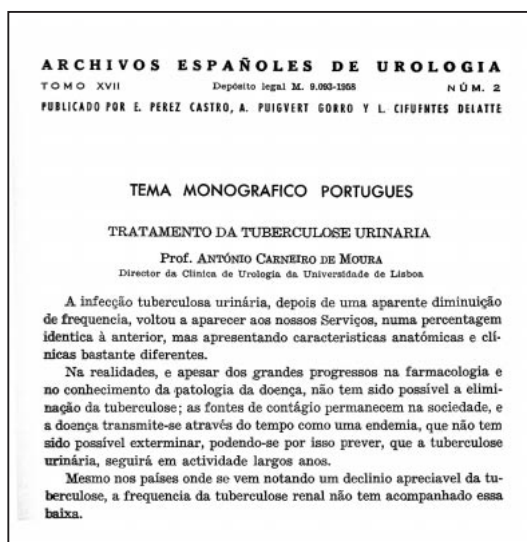 ARCHIVOS ESPAÑOLES DE UROLOGIA
TOMO XVII Depósito legal M. 9.093-1958 NÚM. 2
PUBLICADO POR E. PEREZ CASTRO, A. PUIGVERT GORRO Y L. CIFUENTES DELATTE
TEMA MONOGRAFICO PORTUGUES
TRATAMENTO DA TUBERCULOSE URINARIA
Prof. ANTÓNIO CARNEIRO DE MOURA
Director da Clinica de Urologia da Universidade de Lisboa
A infecção tuberculosa urinária, depois de uma aparente diminuição
de frequencia, voltou a aparecer aos nossos Serviços, numa percentagem
identica à anterior, mas apresentando caracteristicas anatómicas e clí-
nicas bastante diferentes.
Na realidades, e apesar dos grandes progressos na farmacologia e
no conhecimento da patologia da doença, não tem sido possível a elimi-
nação da tuberculose; as fontes de contágio permanecem na sociedade, e
a doença transmite-se através do tempo como uma endemia, que não tem
sido possível exterminar, podendo-se por isso prever, que a tuberculose
urinária, seguirá em actividade largos anos.
Mesmo nos países onde se vem notando um declinio apreciavel da tu-
berculose, a frequencia da tuberculose renal não tem acompanhado essa
baixa.